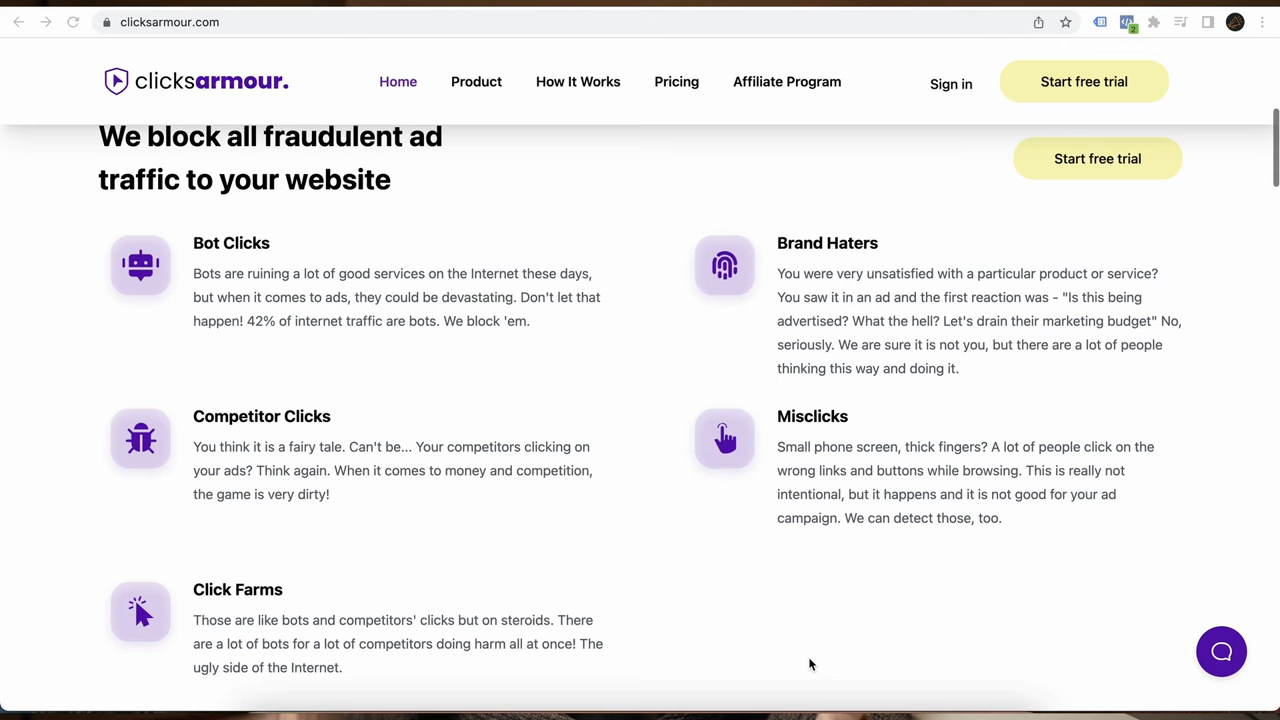 clicksarmour.com
2
clicksarmour.
Home
Product
How It Works
Pricing
Affiliate Program
Sign in
Start free trial
We block all fraudulent ad
traffic to your website
Start free trial
Bot Clicks
Bots are ruining a lot of good services on the Internet these days,
but when it comes to ads, they could be devastating. Don't let that
happen! 42% of internet traffic are bots. We block 'em.
Brand Haters
You were very unsatisfied with a particular product or service?
You saw it in an ad and the first reaction was - "Is this being
advertised? What the hell? Let's drain their marketing budget" No,
seriously. We are sure it is not you, but there are a lot of people
thinking this way and doing it.
Competitor Clicks
You think it is a fairy tale. Can't be... Your competitors clicking on
your ads? Think again. When it comes to money and competition,
the game is very dirty!
Misclicks
Small phone screen, thick fingers? A lot of people click on the
wrong links and buttons while browsing. This is really not
intentional, but it happens and it is not good for your ad
campaign. We can detect those, too.
Click Farms
Those are like bots and competitors' clicks but on steroids. There
are a lot of bots for a lot of competitors doing harm all at once! The
ugly side of the Internet.